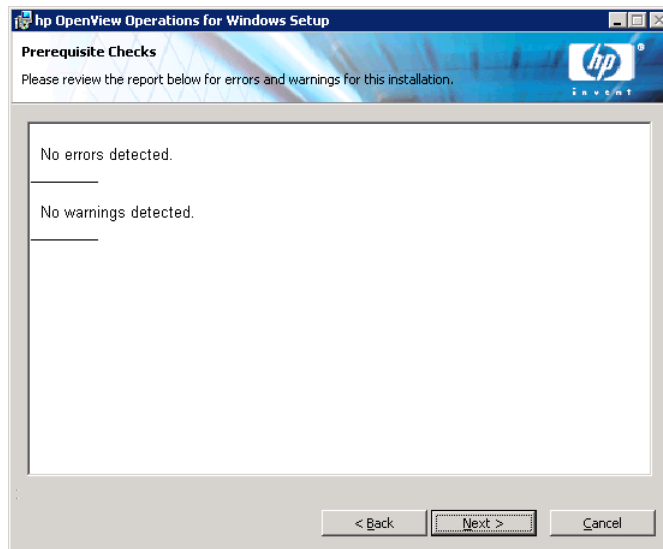 hp OpenView Operations for Windows Setup
Prerequisite Checks
Please review the report below for errors and warnings for this installation.
hp
invent
No errors detected.
No warnings detected.
< Back
Next >
Cancel